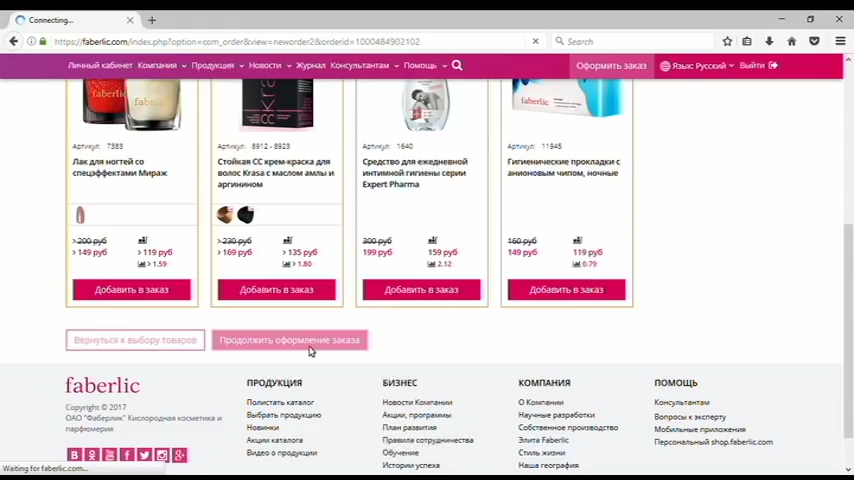 Connecting...
https://faberlic.com/index.php?option=com_order&view=neworder2&orderid=1000484902102
Search
Личный кабинет Компания Продукция Новости Журнал Консультантам Помощь
Оформить заказ
Язык: Русский
Выйти
faberlic
faberlic
kra
faberlic
Артикул: 7383
Артикул: 8912 - 8923
Артикул: 1640
Артикул: 11945
Лак для ногтей со
спецэффектами Мираж
Стойкая СС крем-краска для
волос Krasa с маслом амлы и
аргинином
Средство для ежедневной
интимной гигиены серии
Expert Pharma
Гигиенические прокладки с
анионовым чипом, ночные
> 200 руб
> 149 руб
> 119 руб
> 1.59
> 230 руб
> 169 руб
> 135 руб
> 1.80
300 руб
199 руб
159 руб
2.12
160 руб
149 руб
119 руб
0.79
Добавить в заказ
Добавить в заказ
Добавить в заказ
Добавить в заказ
Вернуться к выбору товаров
Продолжить оформление заказа
faberlic
Copyright © 2017
ОАО "Фаберлик" Кислородная косметика и
парфюмерия
ПРОДУКЦИЯ
Полистать каталог
Выбрать продукцию
Новинки
Акции каталога
Видео о продукции
БИЗНЕС
Новости Компании
Акции, программы
План развития
Правила сотрудничества
Обучение
Истории успеха
КОМПАНИЯ
О Компании
Научные разработки
Собственное производство
Элита Faberlic
Стиль жизни
Наша география
ПОМОЩЬ
Консультантам
Вопросы к эксперту
Мобильные приложения
Персональный shop.faberlic.com
Waiting for faberlic.com...